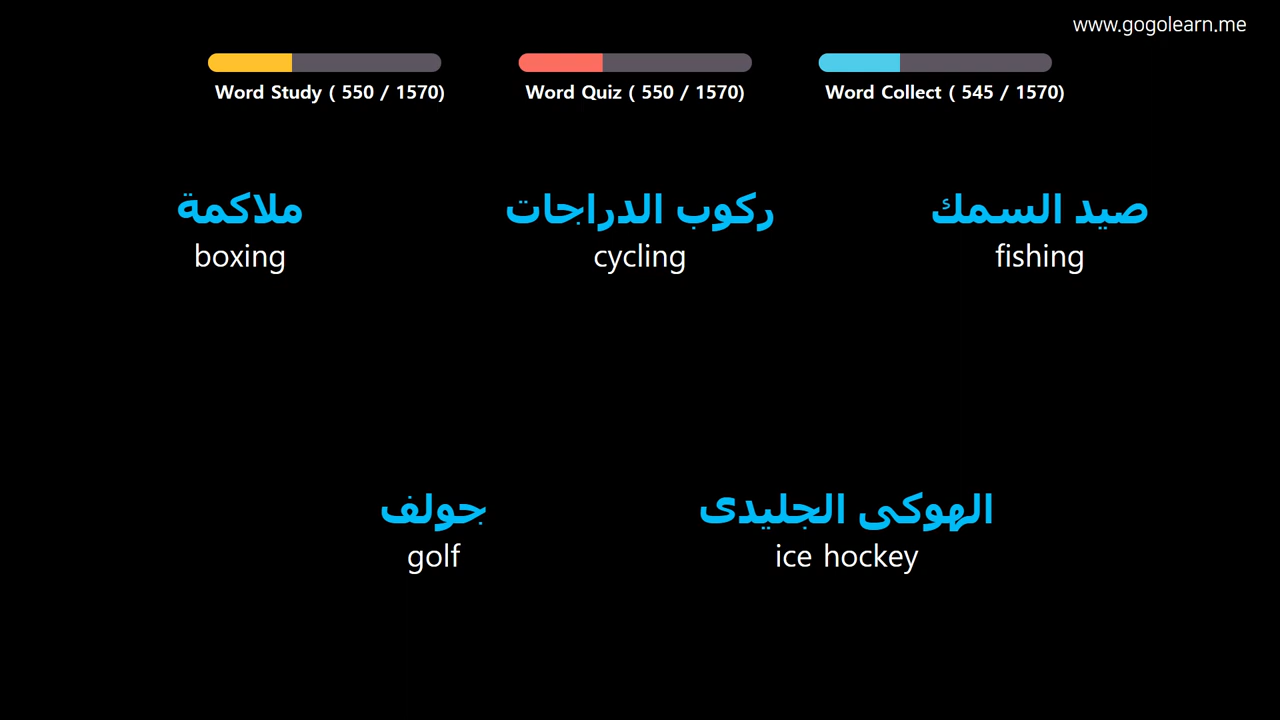 www.gogolearn.me
Word Study ( 550 / 1570)
Word Quiz ( 550 / 1570)
Word Collect ( 545 / 1570)
ملاكمة
boxing
ركوب الدراجات
cycling
صيد السمك
fishing
جولف
golf
الهوكى الجليدى
ice hockey